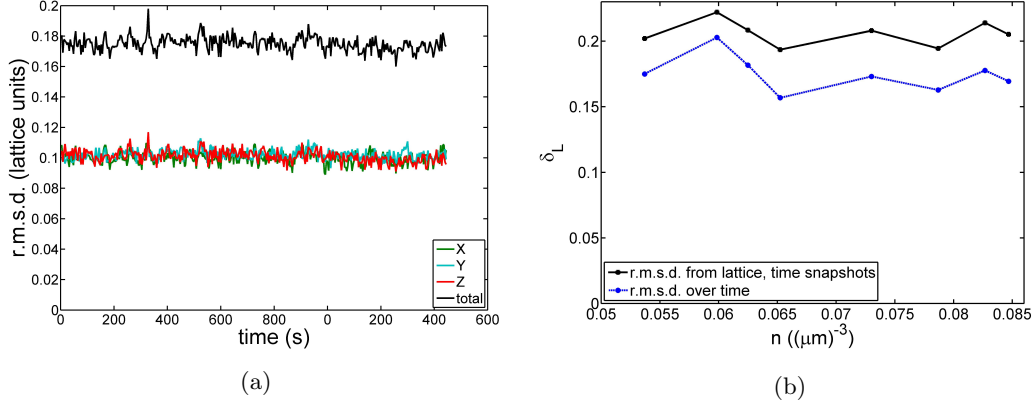 0.2
0.18
0.16
0.14
0.12
0.1
0.08
0.06
0.04
0.02
0
r.m.s.d. (lattice units)
0 200 400 600 800 0 200 400 600
time (s)
X
Y
Z
total
(a)
0.2
0.15
0.1
0.05
0
δL
0.05 0.055 0.06 0.065 0.07 0.075 0.08 0.085
n ((μm)-3)
r.m.s.d. from lattice, time snapshots
r.m.s.d. over time
(b)